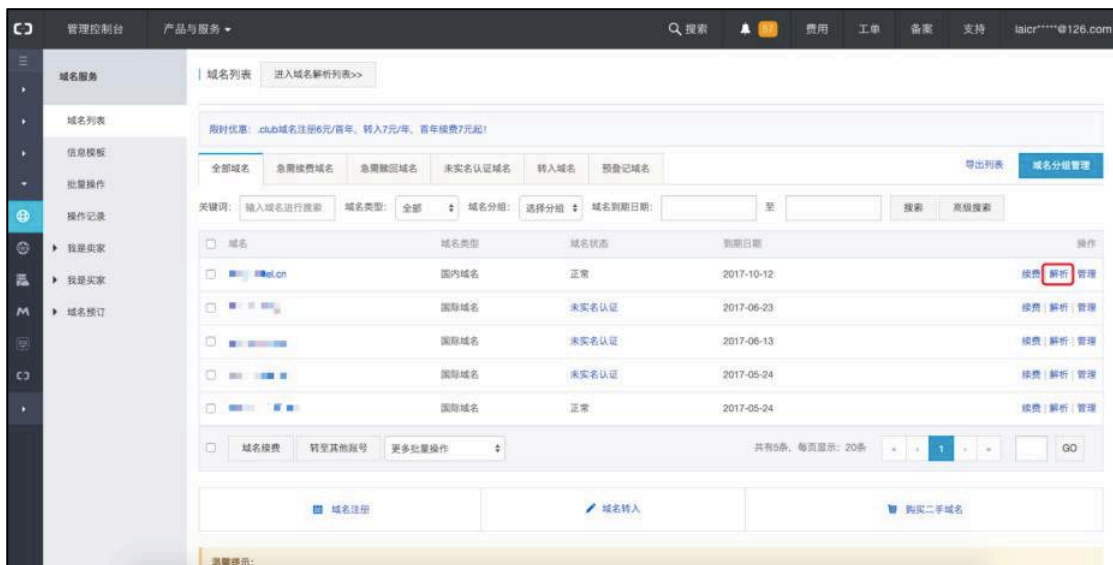 管理控制台 产品与服务 搜索 57 费用 工单 备案 支持 laicr*****@126.com
域名服务
域名列表
信息模板
批量操作
操作记录
我是卖家
我是买家
域名预订
域名列表 进入域名解析列表>>
限时优惠：.club域名注册6元/首年，转入7元/年，首年续费7元起！
全部域名 急需续费域名 急需赎回域名 未实名认证域名 转入域名 预登记域名 导出列表 域名分组管理
关键词： 输入域名进行搜索 域名类型： 全部 域名分组： 选择分组 域名到期日期： 至 搜索 高级搜索
域名 域名类型 域名状态 到期日期 操作
el.cn 国内域名 正常 2017-10-12 续费 解析 管理
国际域名 未实名认证 2017-06-23 续费 | 解析 | 管理
国际域名 未实名认证 2017-06-13 续费 | 解析 | 管理
国际域名 未实名认证 2017-05-24 续费 | 解析 | 管理
国际域名 正常 2017-05-24 续费 | 解析 | 管理
域名续费 转至其他账号 更多批量操作 共有5条，每页显示：20条 « ‹ 1 › » GO
域名注册 域名转入 购买二手域名
温馨提示：